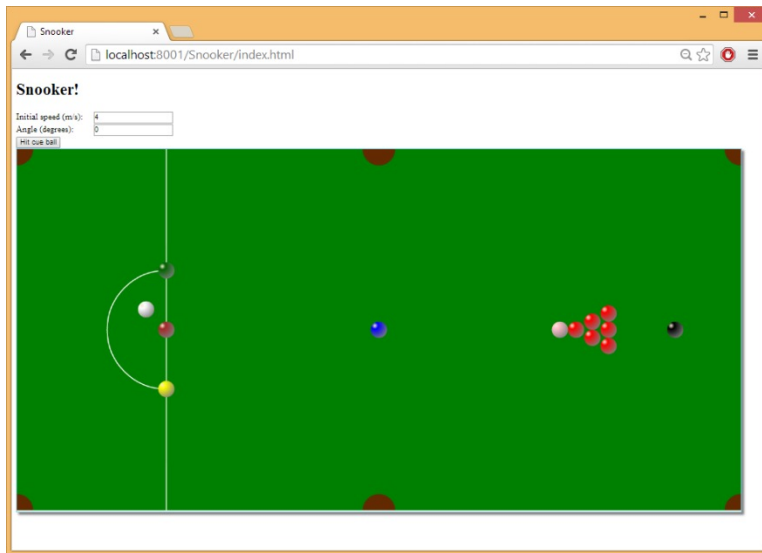 Snooker
localhost:8001/Snooker/index.html
Snooker!
Initial speed (m/s): 4
Angle (degrees): 0
Hit cue ball